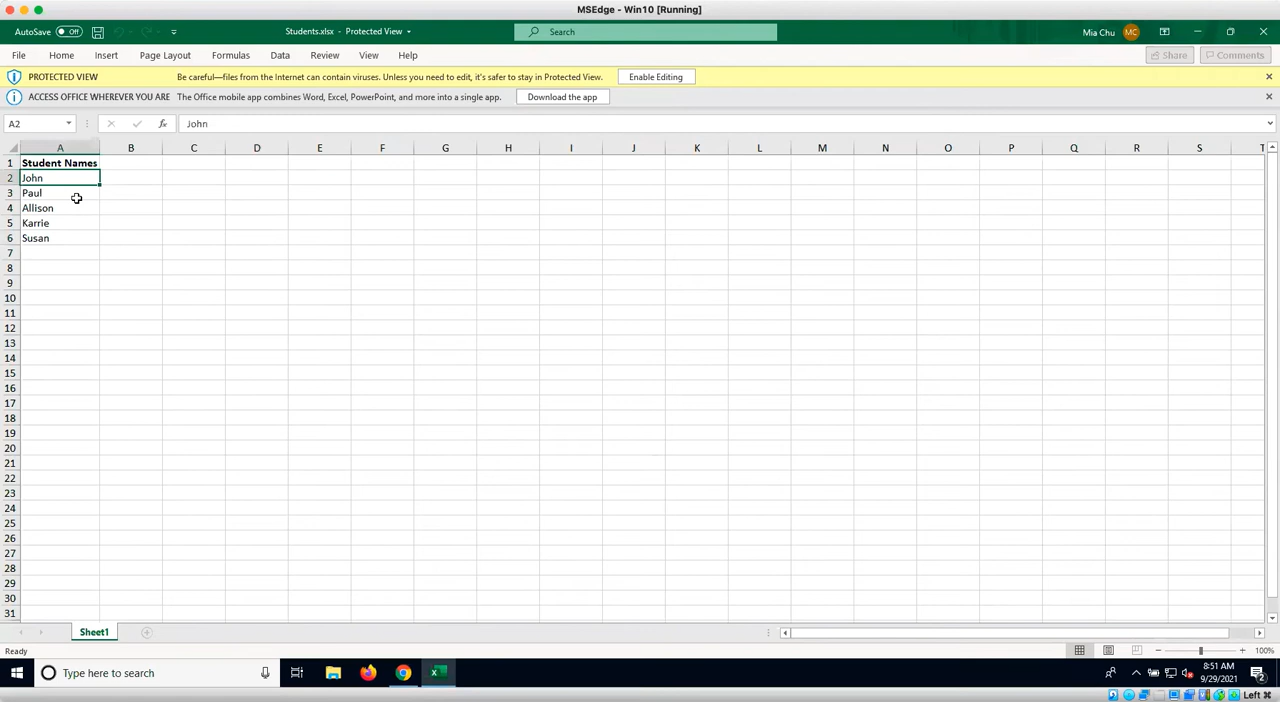 MSEdge - Win10 [Running]
AutoSave Off Students.xlsx - Protected View Search Mia Chu MC
File Home Insert Page Layout Formulas Data Review View Help Share Comments
PROTECTED VIEW Be careful—files from the Internet can contain viruses. Unless you need to edit, it's safer to stay in Protected View. Enable Editing
ACCESS OFFICE WHEREVER YOU ARE The Office mobile app combines Word, Excel, PowerPoint, and more into a single app. Download the app
A2 fx John
A B C D E F G H I J K L M N O P Q R S T
1 Student Names
2 John
3 Paul
4 Allison
5 Karrie
6 Susan
7
8
9
10
11
12
13
14
15
16
17
18
19
20
21
22
23
24
25
26
27
28
29
30
31
Sheet1
Ready 100%
Type here to search 8:51 AM
9/29/2021 2
Left ⌘